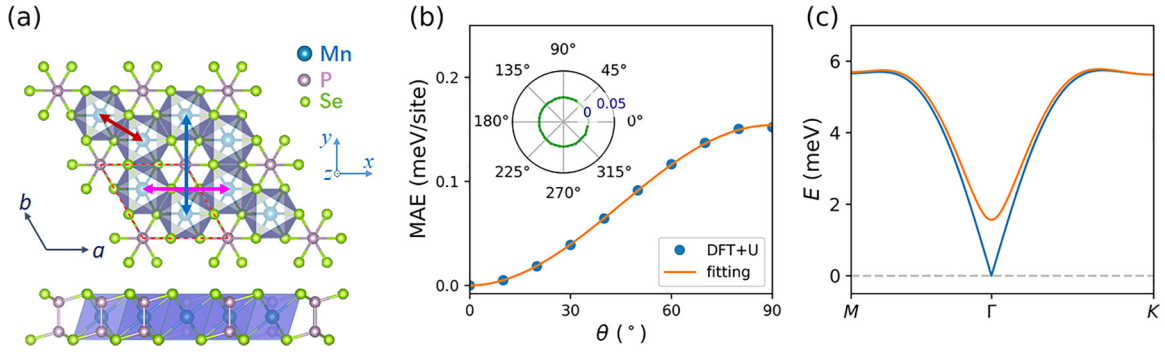 (a)
Mn
P
Se
y
z
x
b
a
(b)
MAE (meV/site)
0.2
0.1
0.0
90°
135°
45°
0.05
0
180°
0°
225°
315°
270°
DFT+U
fitting
0
30
60
90
θ (°)
(c)
E (meV)
6
4
2
0
M
Γ
K